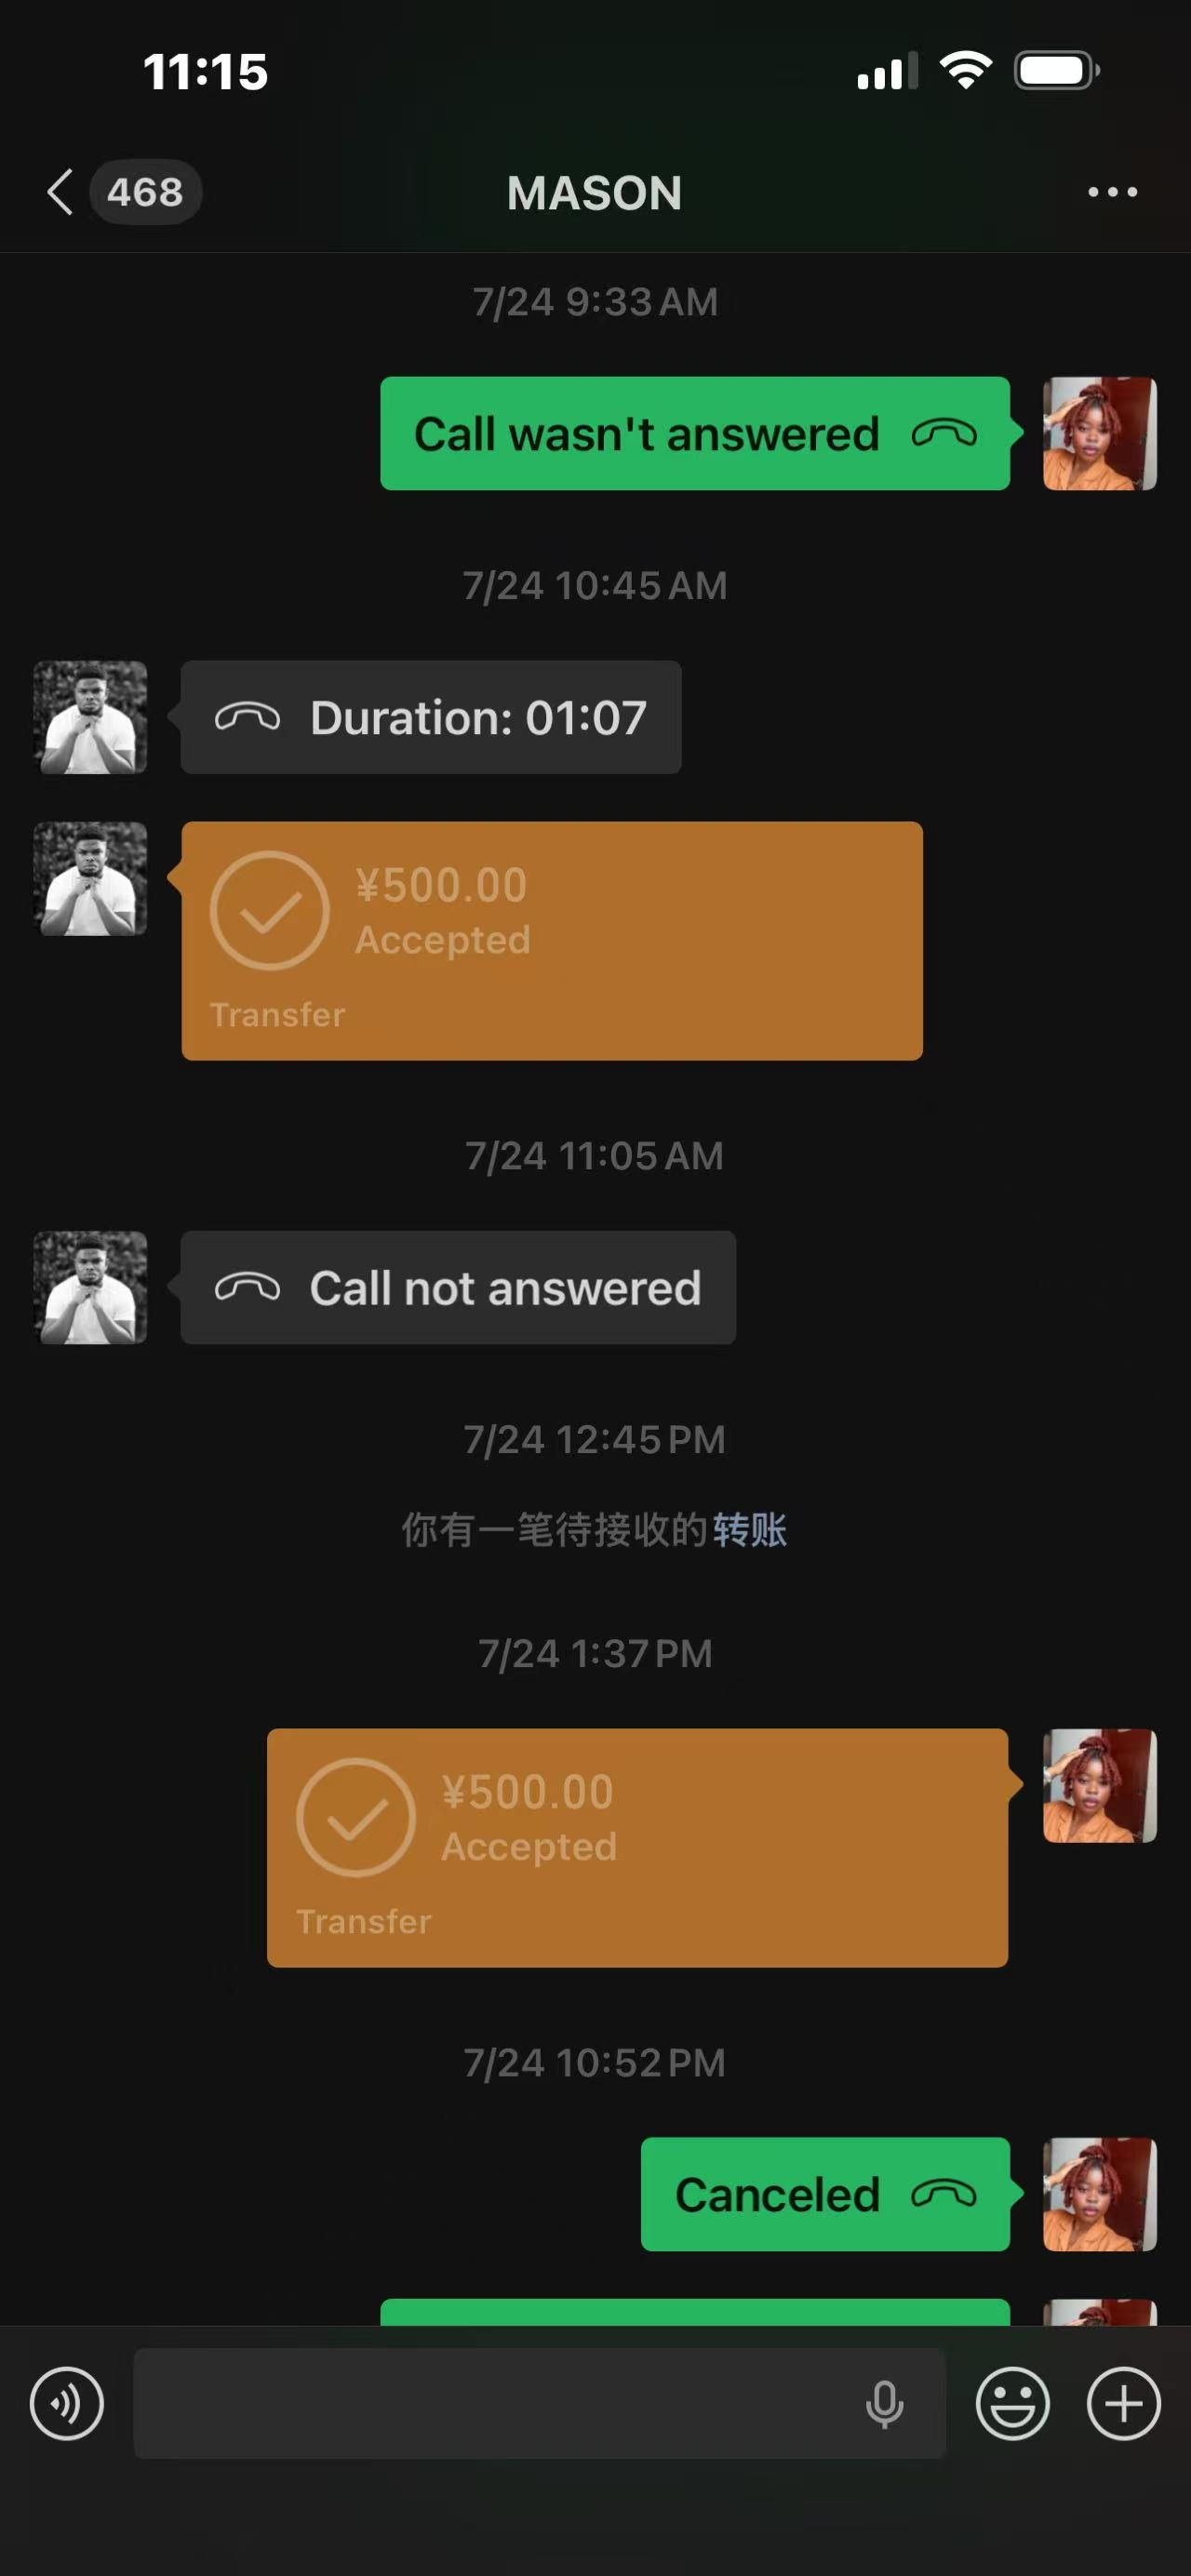 11:15
468
MASON
7/24 9:33 AM
Call wasn't answered
7/24 10:45 AM
Duration: 01:07
¥500.00
Accepted
Transfer
7/24 11:05 AM
Call not answered
7/24 12:45 PM
你有一笔待接收的转账
7/24 1:37 PM
¥500.00
Accepted
Transfer
7/24 10:52 PM
Canceled